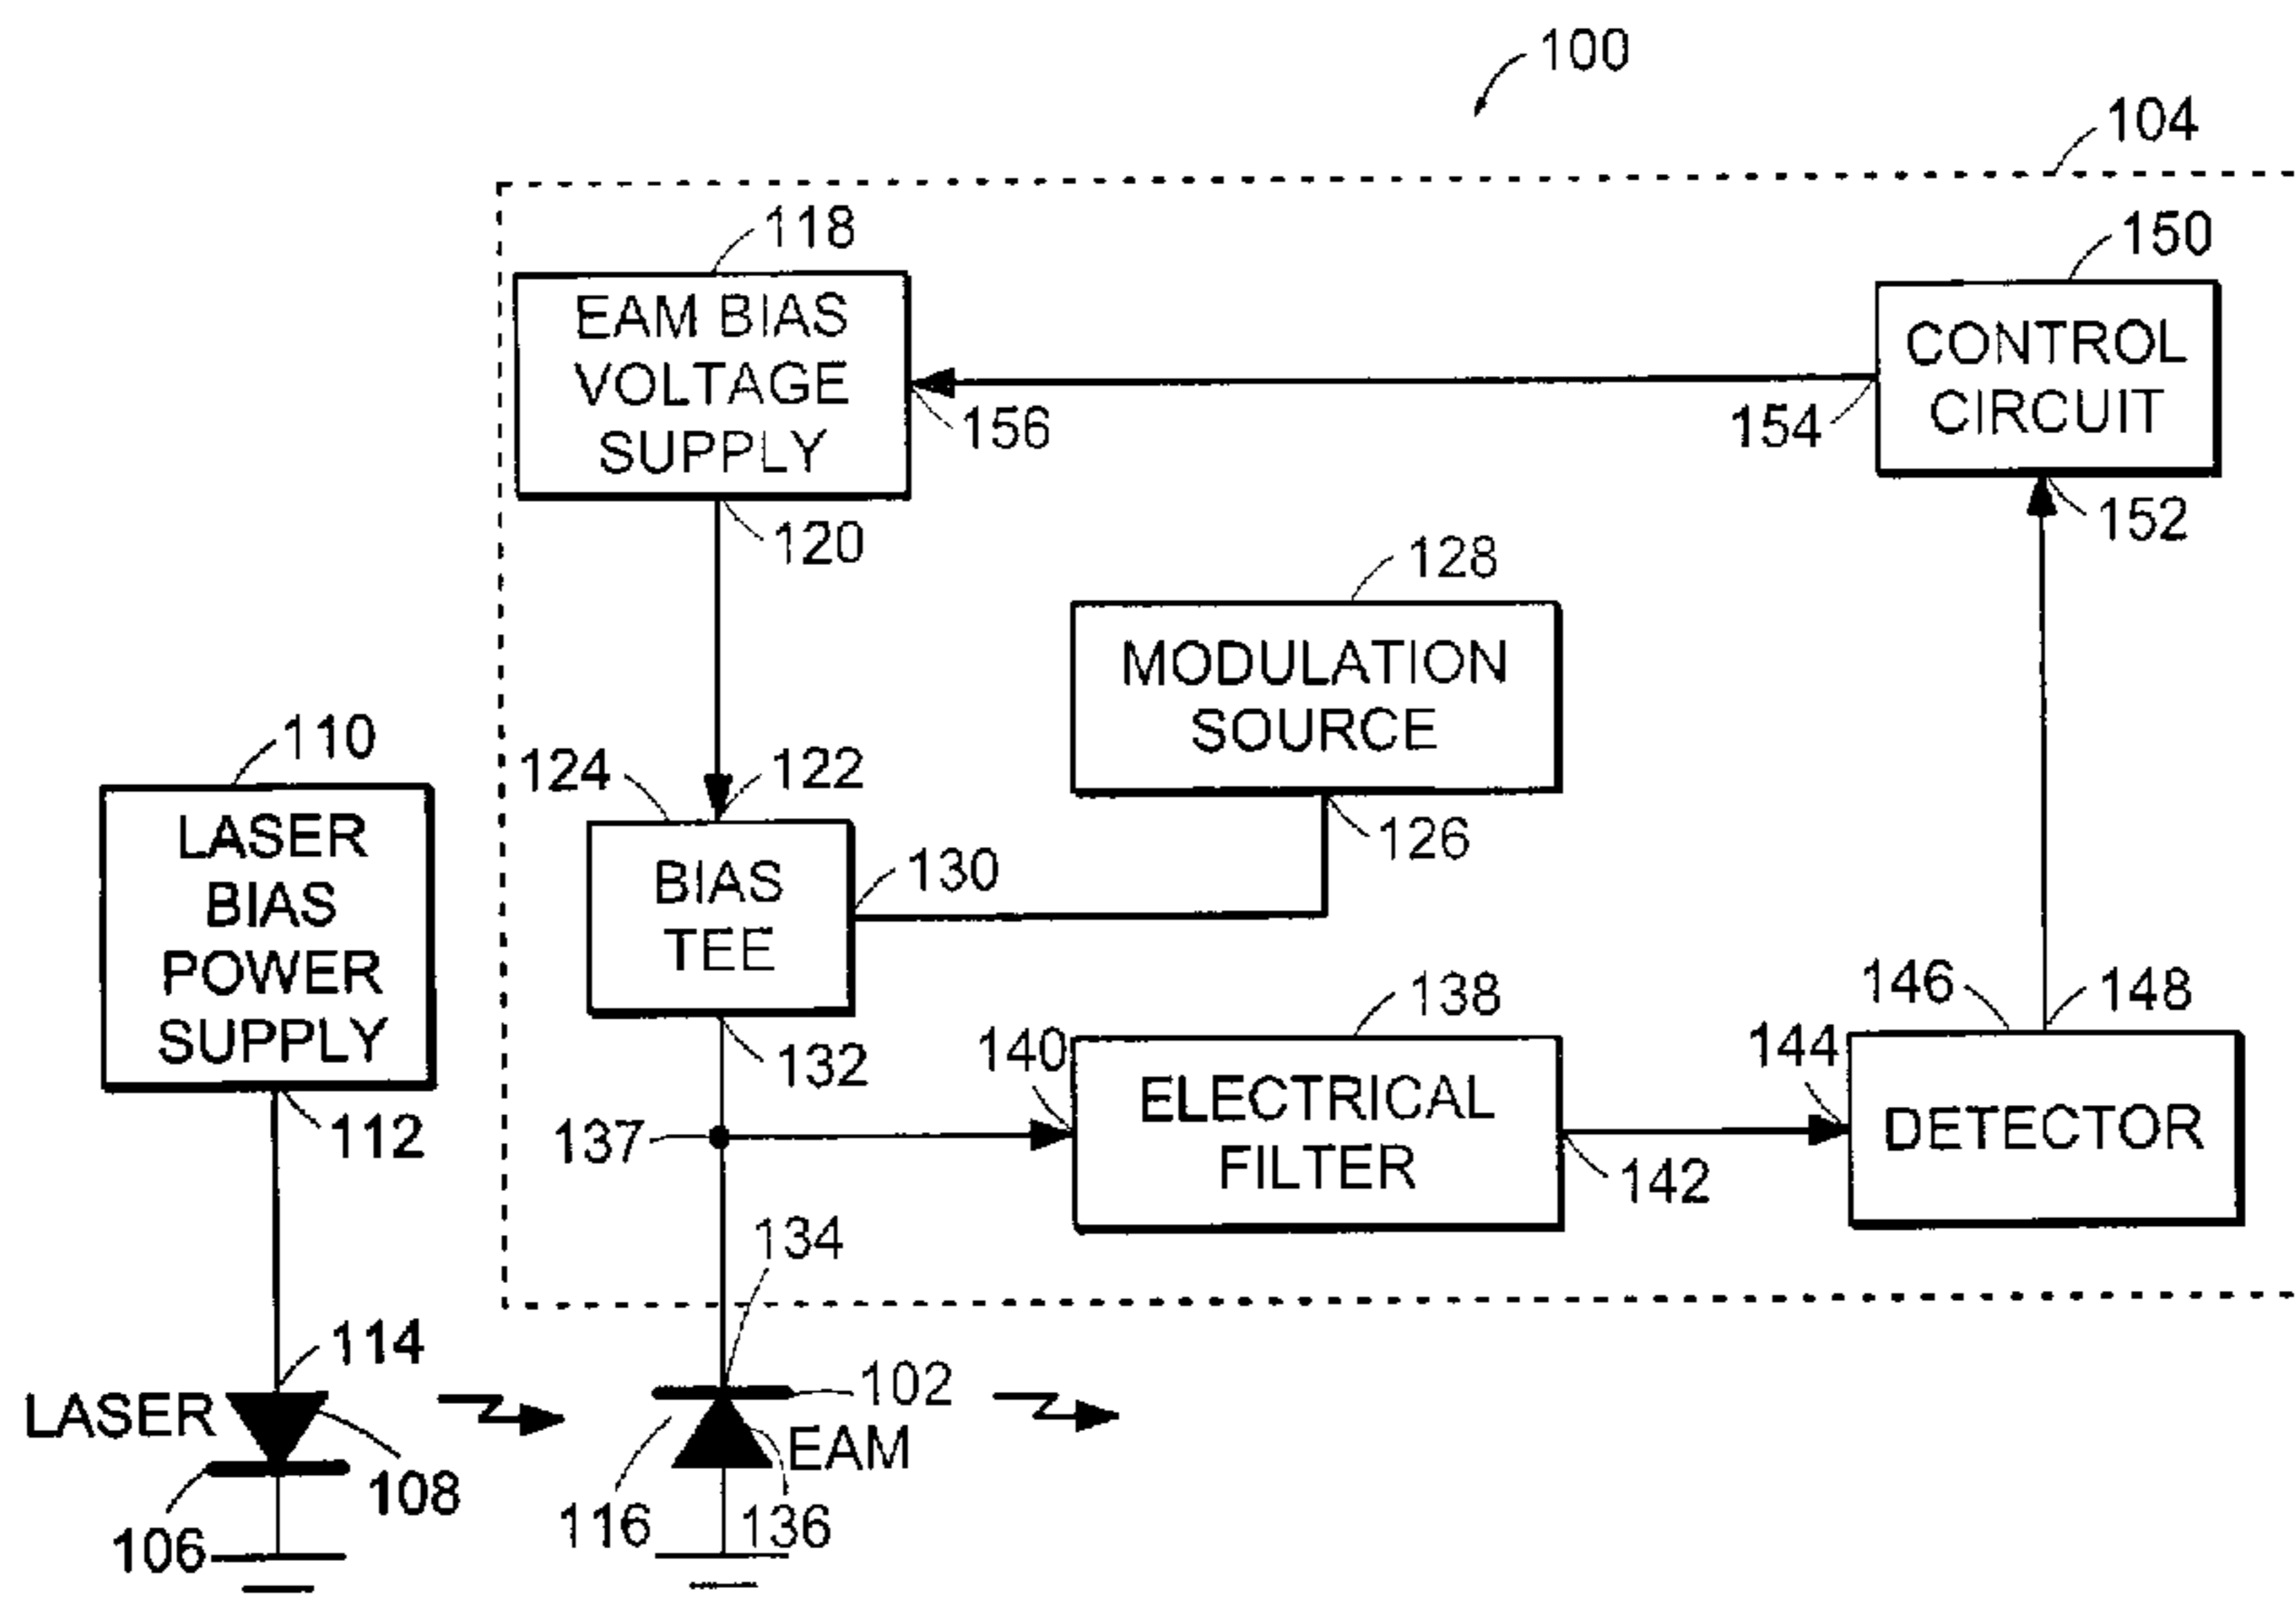 100
104
118
150
EAM BIAS
VOLTAGE
SUPPLY
CONTROL
CIRCUIT
156
154
120
152
128
MODULATION
SOURCE
110
124
122
126
LASER
BIAS
POWER
SUPPLY
BIAS
TEE
130
138
146
148
132
140
144
112
137
ELECTRICAL
FILTER
DETECTOR
142
134
114
102
LASER
EAM
108
116
136
106